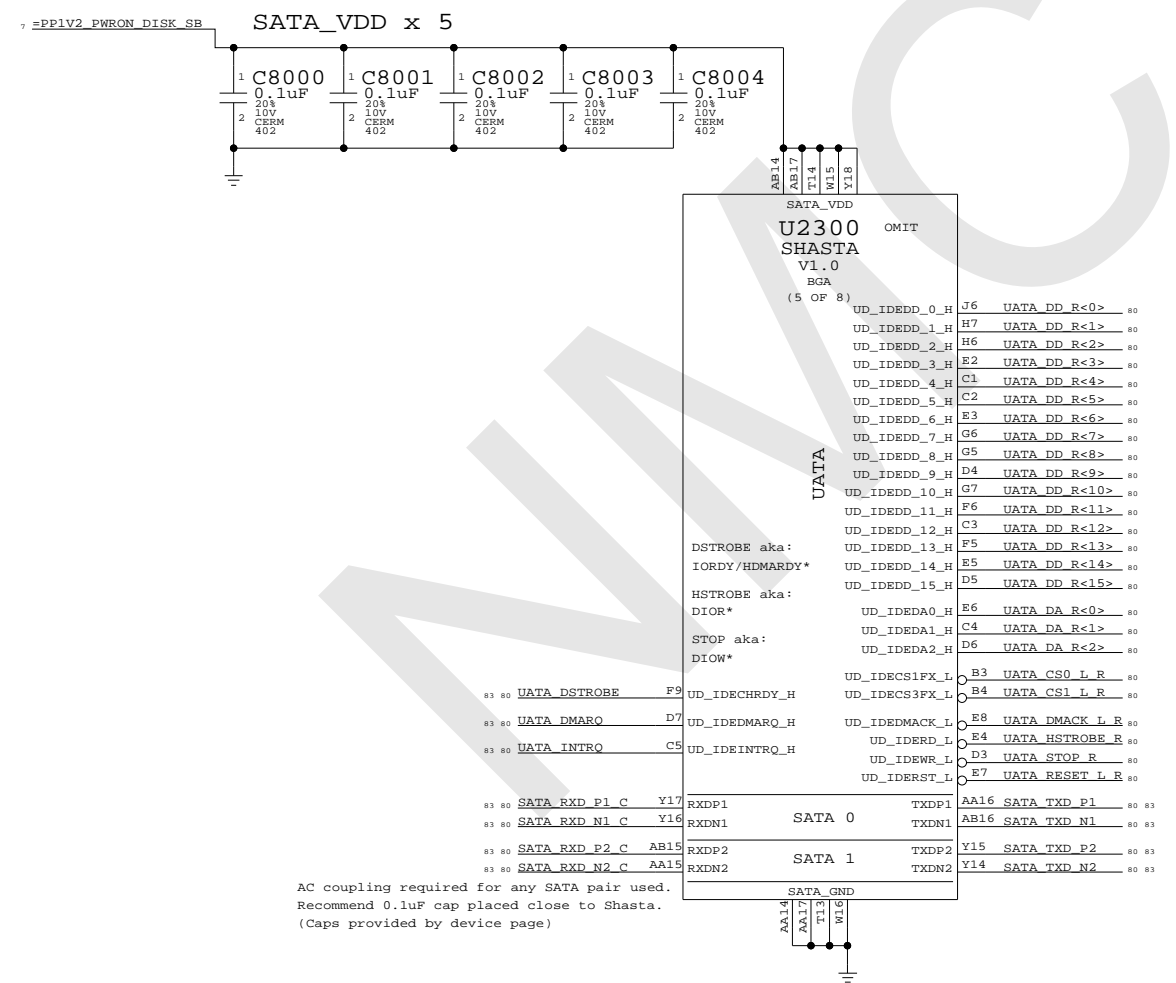 7 =PP1V2_PWRON_DISK_SB
SATA_VDD x 5
1 C8000 0.1uF 20% 10V CERM 402 2
1 C8001 0.1uF 20% 10V CERM 402 2
1 C8002 0.1uF 20% 10V CERM 402 2
1 C8003 0.1uF 20% 10V CERM 402 2
1 C8004 0.1uF 20% 10V CERM 402 2
AB14 AB17 T14 W15 Y18
SATA_VDD
U2300 OMIT
SHASTA
V1.0
BGA
(5 OF 8)
UD_IDEDD_0_H J6 UATA_DD_R<0> 80
UD_IDEDD_1_H H7 UATA_DD_R<1> 80
UD_IDEDD_2_H H6 UATA_DD_R<2> 80
UD_IDEDD_3_H E2 UATA_DD_R<3> 80
UD_IDEDD_4_H C1 UATA_DD_R<4> 80
UD_IDEDD_5_H C2 UATA_DD_R<5> 80
UD_IDEDD_6_H E3 UATA_DD_R<6> 80
UD_IDEDD_7_H G6 UATA_DD_R<7> 80
UD_IDEDD_8_H G5 UATA_DD_R<8> 80
UD_IDEDD_9_H D4 UATA_DD_R<9> 80
UD_IDEDD_10_H G7 UATA_DD_R<10> 80
UD_IDEDD_11_H F6 UATA_DD_R<11> 80
UD_IDEDD_12_H C3 UATA_DD_R<12> 80
UD_IDEDD_13_H F5 UATA_DD_R<13> 80
UD_IDEDD_14_H E5 UATA_DD_R<14> 80
UD_IDEDD_15_H D5 UATA_DD_R<15> 80
UATA
DSTROBE aka:
IORDY/HDMARDY*
HSTROBE aka:
DIOR*
STOP aka:
DIOW*
UD_IDEDA0_H E6 UATA_DA_R<0> 80
UD_IDEDA1_H C4 UATA_DA_R<1> 80
UD_IDEDA2_H D6 UATA_DA_R<2> 80
UD_IDECS1FX_L B3 UATA_CS0_L_R 80
83 80 UATA_DSTROBE F9 UD_IDECHRDY_H UD_IDECS3FX_L B4 UATA_CS1_L_R 80
83 80 UATA_DMARQ D7 UD_IDEDMARQ_H UD_IDEDMACK_L E8 UATA_DMACK_L_R 80
83 80 UATA_INTRQ C5 UD_IDEINTRQ_H UD_IDERD_L E4 UATA_HSTROBE_R 80
UD_IDEWR_L D3 UATA_STOP_R 80
UD_IDERST_L E7 UATA_RESET_L_R 80
83 80 SATA_RXD_P1_C Y17 RXDP1 SATA 0 TXDP1 AA16 SATA_TXD_P1 80 83
83 80 SATA_RXD_N1_C Y16 RXDN1 TXDN1 AB16 SATA_TXD_N1 80 83
83 80 SATA_RXD_P2_C AB15 RXDP2 SATA 1 TXDP2 Y15 SATA_TXD_P2 80 83
83 80 SATA_RXD_N2_C AA15 RXDN2 TXDN2 Y14 SATA_TXD_N2 80 83
AC coupling required for any SATA pair used.
Recommend 0.1uF cap placed close to Shasta.
(Caps provided by device page)
SATA_GND
AA14 AA17 T13 W16
NMC